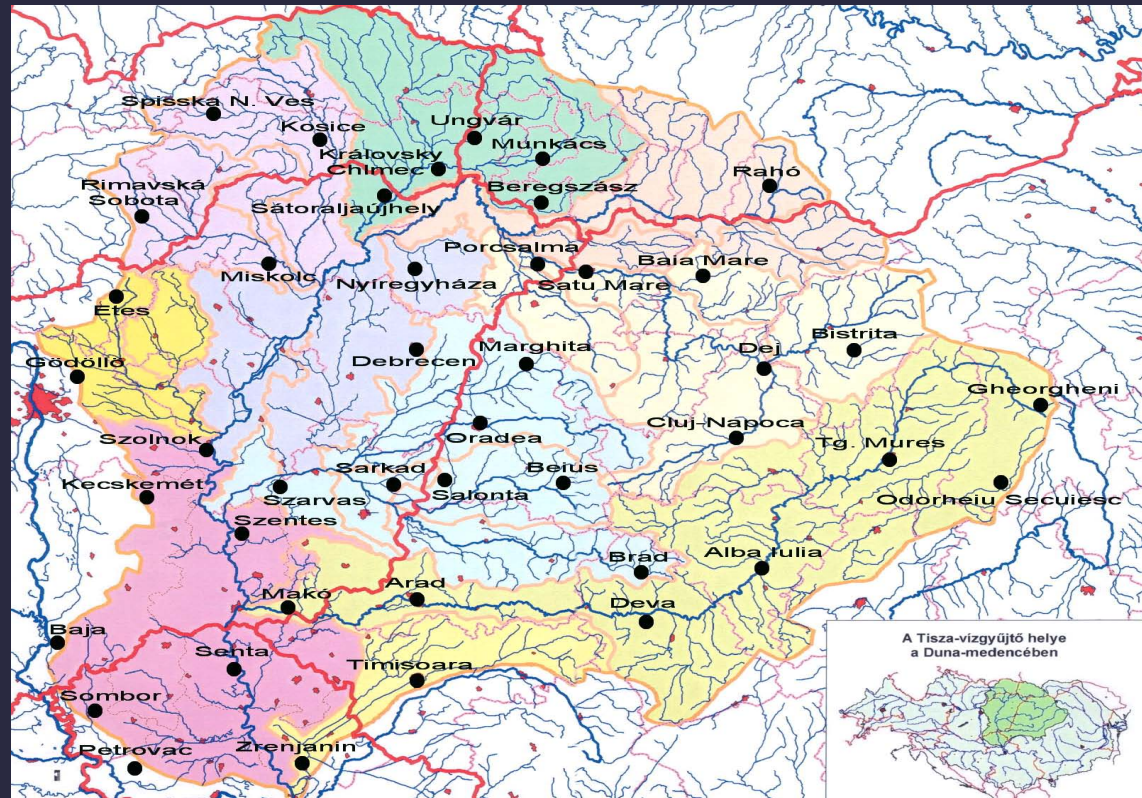 Spisská N. Ves
Kosice
Ungvár
Královsky
Chlmec
Munkács
Rimavská
Sobota
Beregszász
Rahó
Sátoraljaújhely
Porcsalma
Miskolc
Nyíregyháza
Satu Mare
Baia Mare
Etes
Bistrita
Gödöllő
Debrecen
Marghita
Dej
Gheorgheni
Szolnok
Oradea
Cluj-Napoca
Tg. Mures
Kecskemét
Sarkad
Beius
Szarvas
Salonta
Odorheiu Secuiesc
Szentes
Brad
Alba Iulia
Makó
Arad
Deva
Baja
Senta
Timisoara
Sombor
Petrovac
Zrenjanin
A Tisza-vízgyűjtő helye
a Duna-medencében